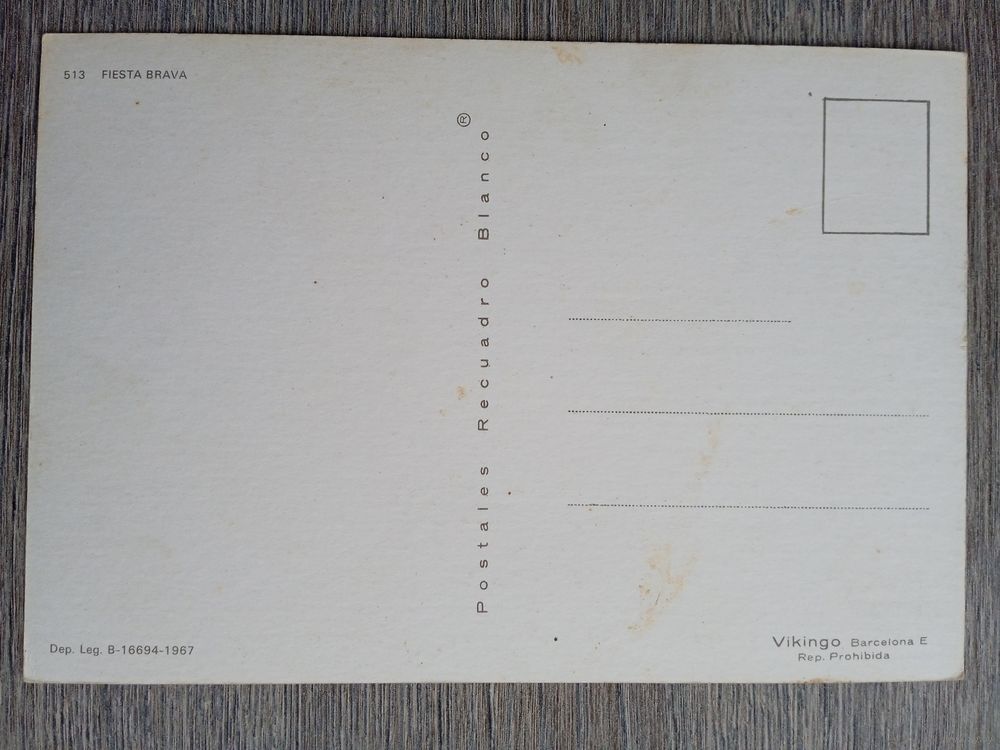 513 FIESTA BRAVA
Postales Recuadro Blanco ®
Dep. Leg. B-16694-1967
Vikingo Barcelona E
Rep. Prohibida